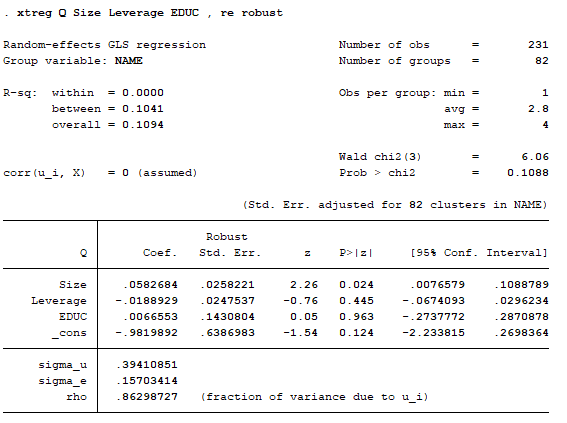 . xtreg Q Size Leverage EDUC , re robust
Random-effects GLS regression Number of obs = 231
Group variable: NAME Number of groups = 82
R-sq: within = 0.0000 Obs per group: min = 1
between = 0.1041 avg = 2.8
overall = 0.1094 max = 4
Wald chi2(3) = 6.06
corr(u_i, X) = 0 (assumed) Prob > chi2 = 0.1088
(Std. Err. adjusted for 82 clusters in NAME)
Robust
Q Coef. Std. Err. z P>|z| [95% Conf. Interval]
Size .0582684 .0258221 2.26 0.024 .0076579 .1088789
Leverage -.0188929 .0247537 -0.76 0.445 -.0674093 .0296234
EDUC .0066553 .1430804 0.05 0.963 -.2737772 .2870878
_cons -.9819892 .6386983 -1.54 0.124 -2.233815 .2698364
sigma_u .39410851
sigma_e .15703414
rho .86298727 (fraction of variance due to u_i)